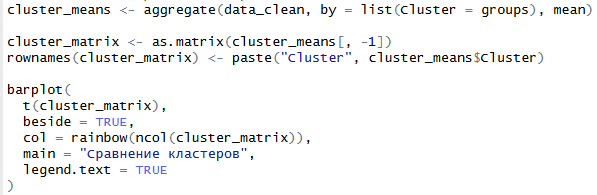 cluster_means <- aggregate(data_clean, by = list(Cluster = groups), mean)
cluster_matrix <- as.matrix(cluster_means[, -1])
rownames(cluster_matrix) <- paste("Cluster", cluster_means$Cluster)
barplot(
  t(cluster_matrix),
  beside = TRUE,
  col = rainbow(ncol(cluster_matrix)),
  main = "Сравнение кластеров",
  legend.text = TRUE
)